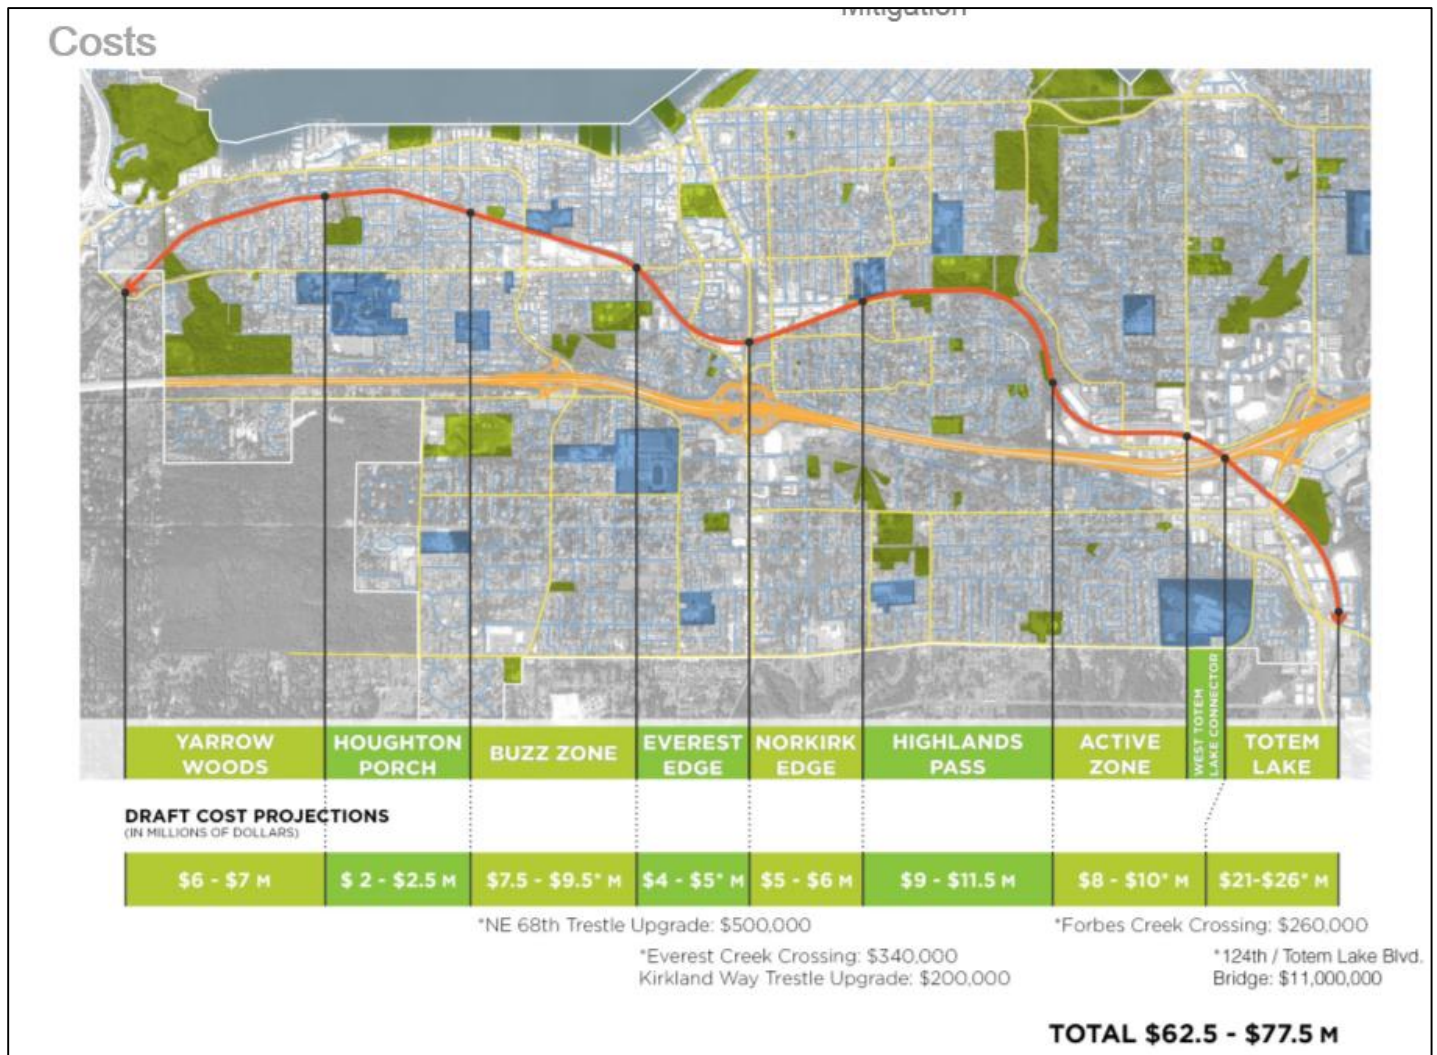 Mitigation
Costs
YARROW
WOODS
HOUGHTON
PORCH
BUZZ ZONE
EVEREST
EDGE
NORKIRK
EDGE
HIGHLANDS
PASS
ACTIVE
ZONE
WEST TOTEM
LAKE CONNECTOR
TOTEM
LAKE
DRAFT COST PROJECTIONS
(IN MILLIONS OF DOLLARS)
$6 - $7 M
$ 2 - $2.5 M
$7.5 - $9.5* M
$4 - $5* M
$5 - $6 M
$9 - $11.5 M
$8 - $10* M
$21-$26* M
*NE 68th Trestle Upgrade: $500,000
*Forbes Creek Crossing: $260,000
*Everest Creek Crossing: $340,000
Kirkland Way Trestle Upgrade: $200,000
*124th / Totem Lake Blvd.
Bridge: $11,000,000
TOTAL $62.5 - $77.5 M